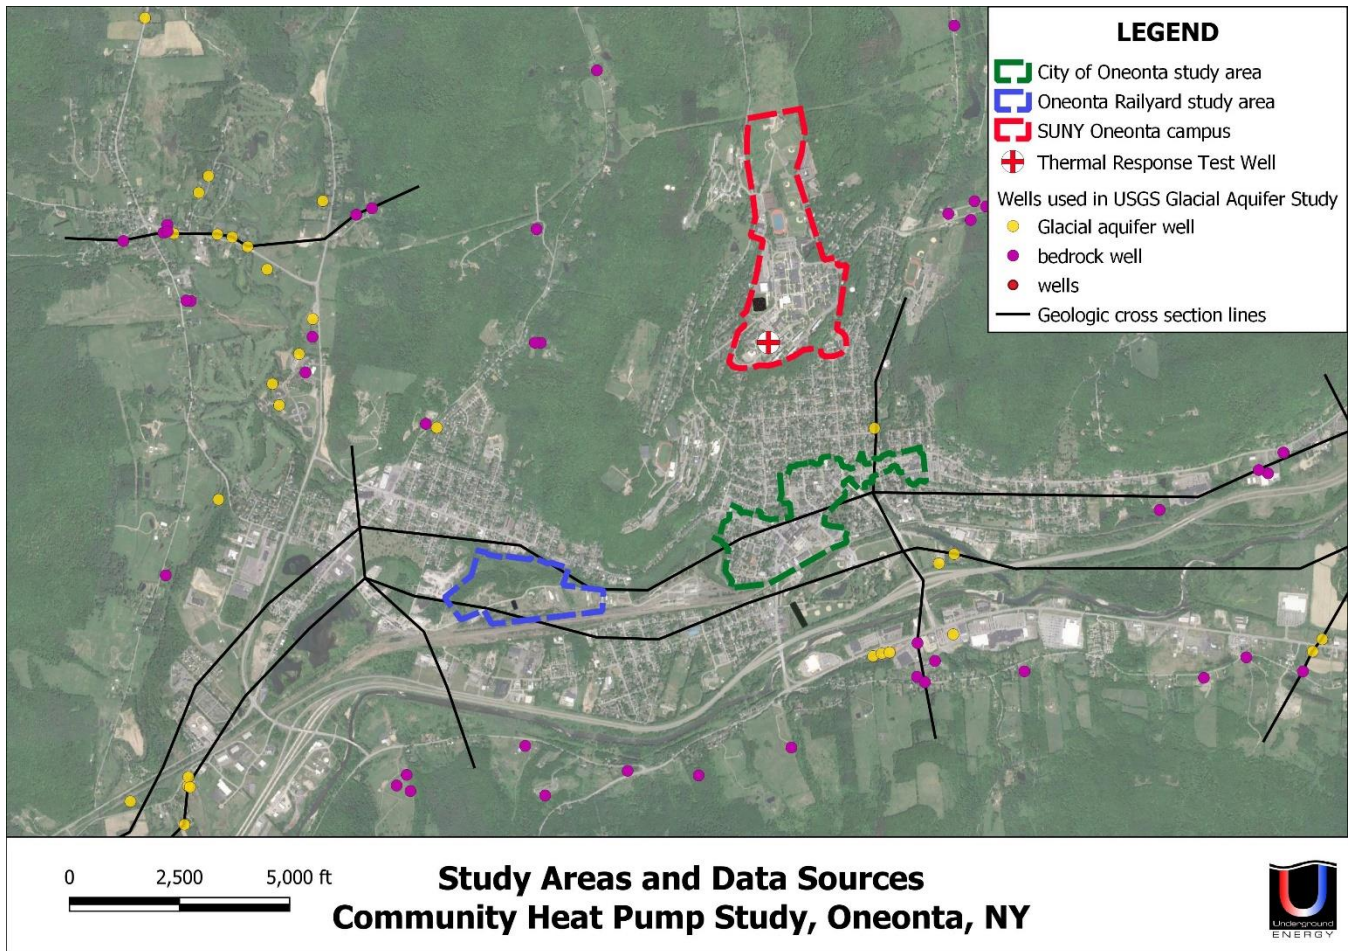 LEGEND
City of Oneonta study area
Oneonta Railyard study area
SUNY Oneonta campus
Thermal Response Test Well
Wells used in USGS Glacial Aquifer Study
Glacial aquifer well
bedrock well
wells
Geologic cross section lines
0 2,500 5,000 ft
Study Areas and Data Sources
Community Heat Pump Study, Oneonta, NY
Underground
ENERGY